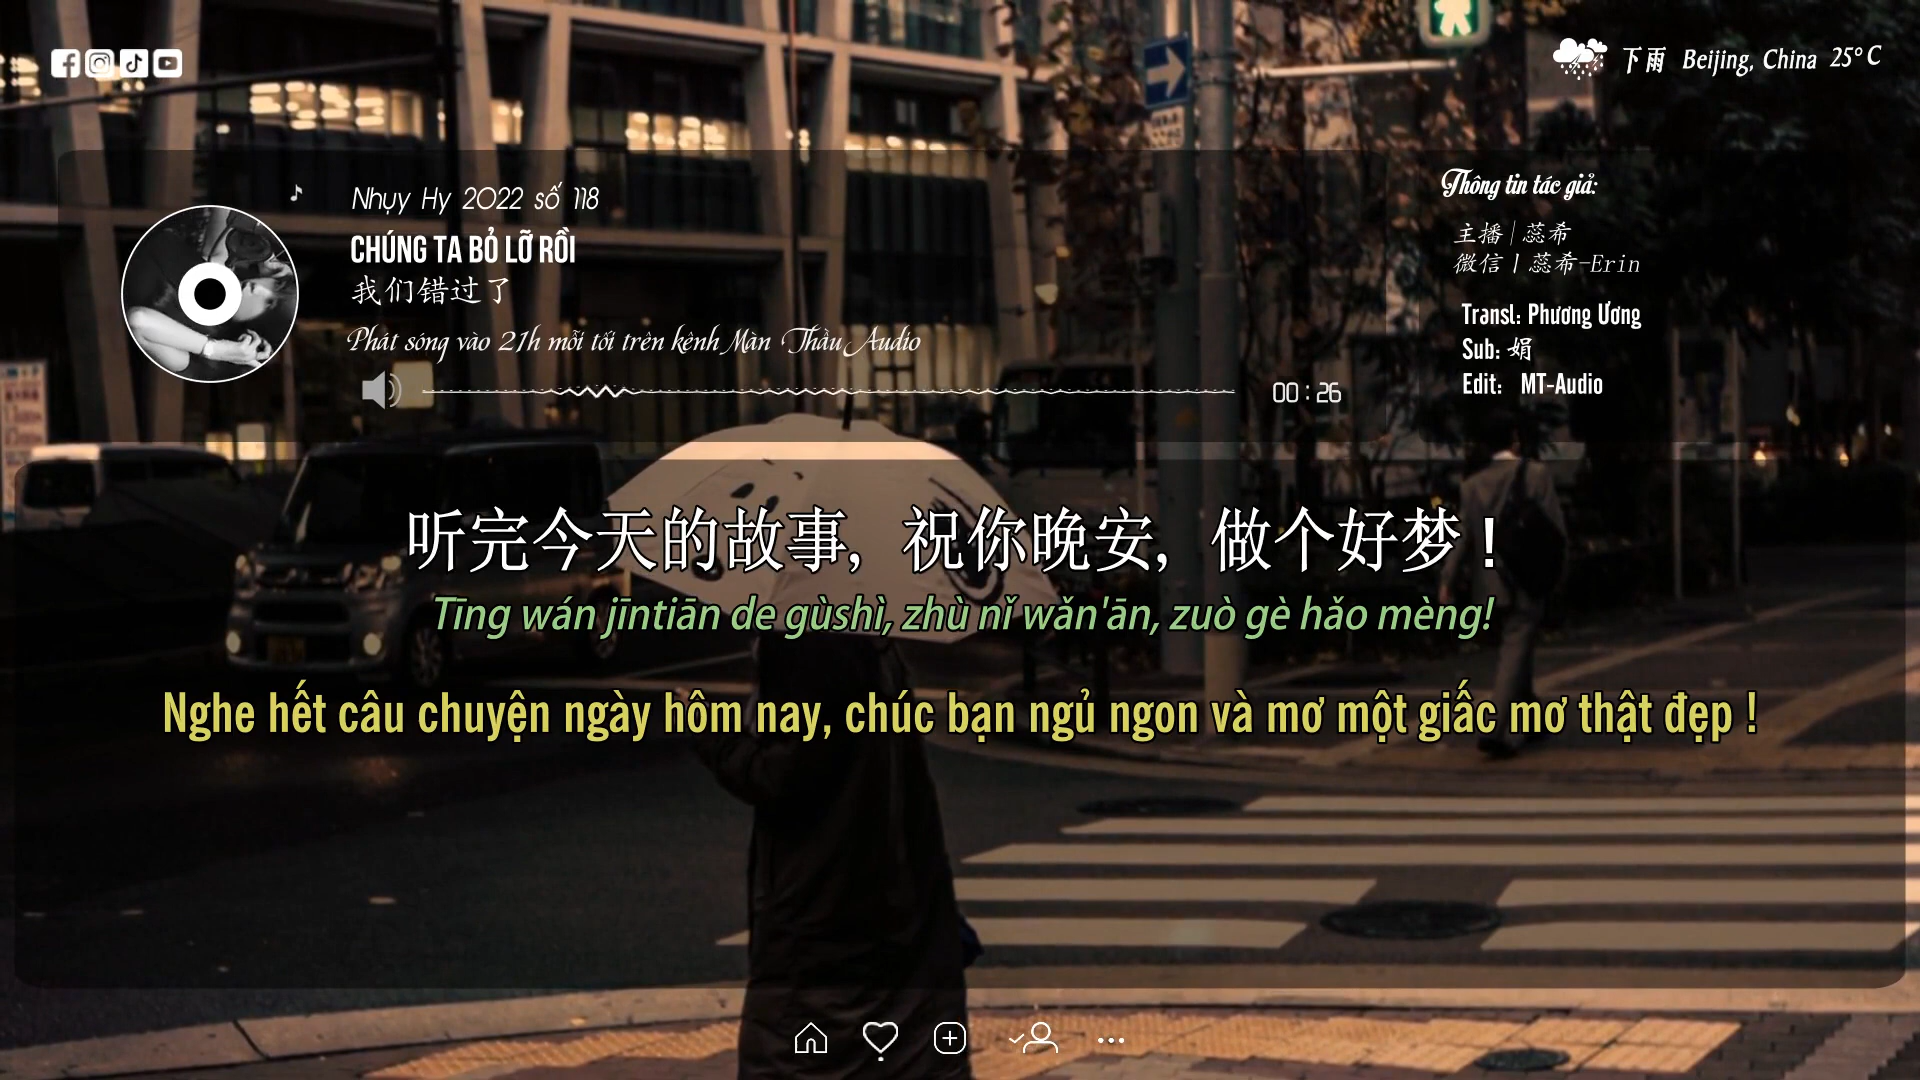 下雨 Beijing, China 25° C
Nhụy Hy 2022 số 118
CHÚNG TA BỎ LỠ RỒI
我们错过了
Phát sóng vào 21h mỗi tối trên kênh Màn Thầu Audio
00 : 26
Thông tin tác giả:
主播 | 蕊希
微信 | 蕊希-Erin
Transl: Phương Ương
Sub: 娟
Edit: MT-Audio
听完今天的故事, 祝你晚安, 做个好梦 !
Tīng wán jīntiān de gùshì, zhù nǐ wǎn'ān, zuò gè hǎo mèng!
Nghe hết câu chuyện ngày hôm nay, chúc bạn ngủ ngon và mơ một giấc mơ thật đẹp !